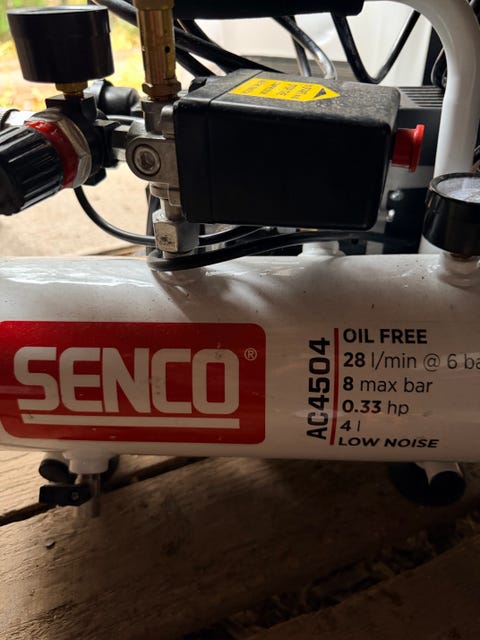 SENCO®
AC4504
OIL FREE
28 l/min @ 6 ba
8 max bar
0.33 hp
4 l
LOW NOISE